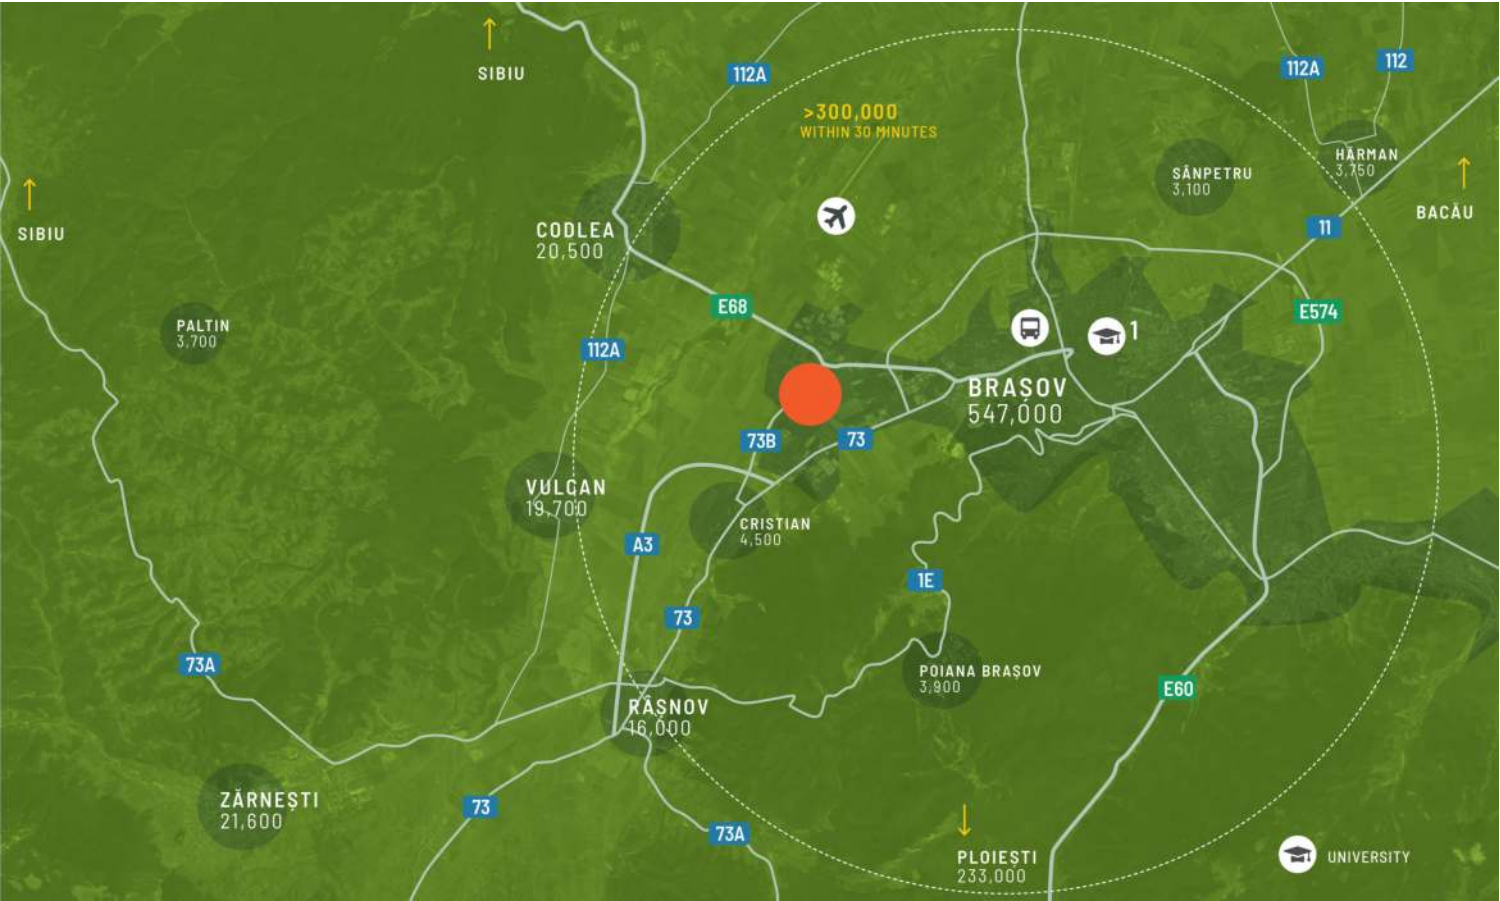 SIBIU
112A
112A
112
>300,000
WITHIN 30 MINUTES
HĂRMAN
3,750
SÂNPETRU
3,100
SIBIU
BACĂU
11
CODLEA
20,500
E68
E574
PALTIN
3,700
112A
1
BRAȘOV
547,000
73B
73
VULCAN
19,700
CRISTIAN
4,500
A3
1E
73
73A
POIANA BRAȘOV
3,900
E60
RÂȘNOV
16,000
ZĂRNEȘTI
21,600
73
73A
PLOIEȘTI
233,000
UNIVERSITY